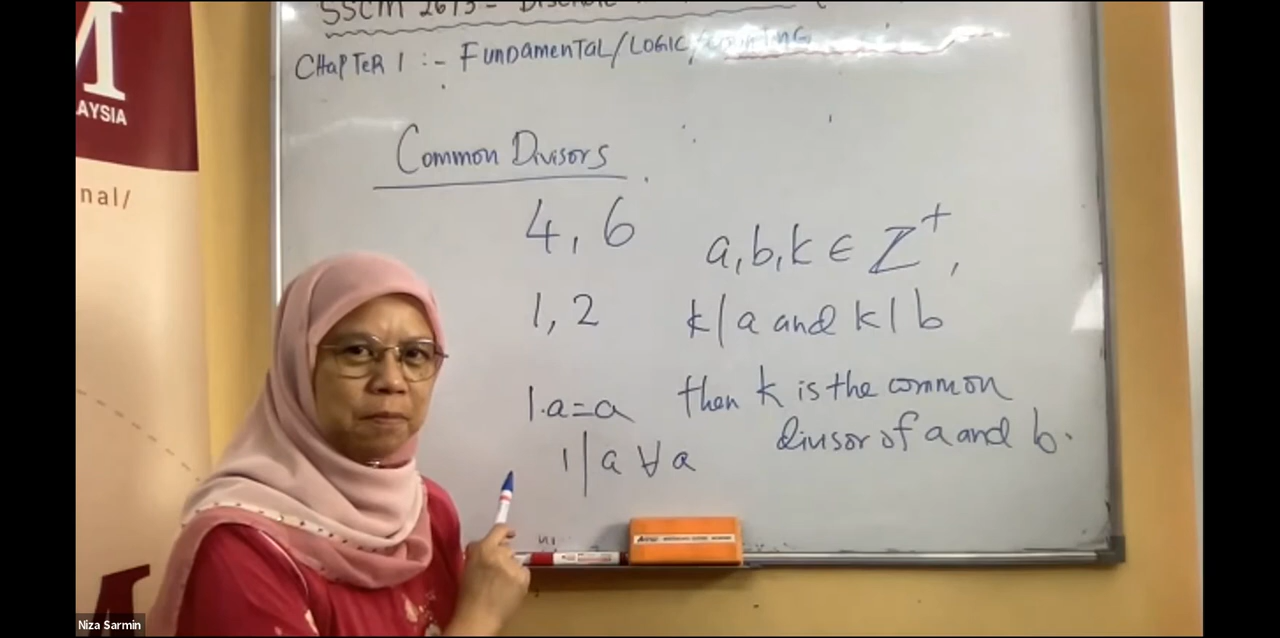 SSCM 2673 - Discrete
CHAPTER 1 :- FUNDAMENTAL/LOGIC/COUNTING
M
AYSIA
nal/
Common Divisors
4, 6
a, b, k ∈ Z⁺,
1, 2
k | a and k | b
1·a = a
then k is the common
divisor of a and b.
1 | a ∀ a
Niza Sarmin